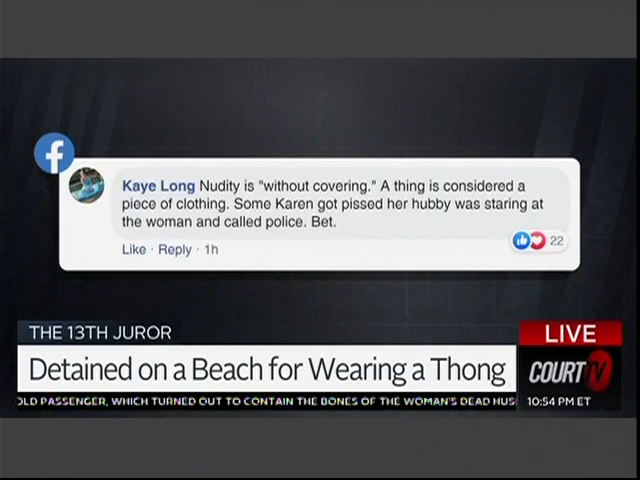 f
Kaye Long Nudity is "without covering." A thing is considered a
piece of clothing. Some Karen got pissed her hubby was staring at
the woman and called police. Bet.
Like · Reply · 1h
22
THE 13TH JUROR
LIVE
Detained on a Beach for Wearing a Thong
COURT TV
OLD PASSENGER, WHICH TURNED OUT TO CONTAIN THE BONES OF THE WOMAN'S DEAD HUS
10:54 PM ET